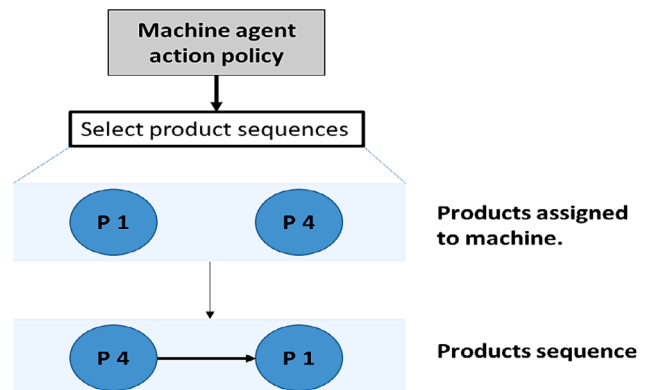 Machine agent
action policy
Select product sequences
P 1
P 4
Products assigned
to machine.
P 4
P 1
Products sequence